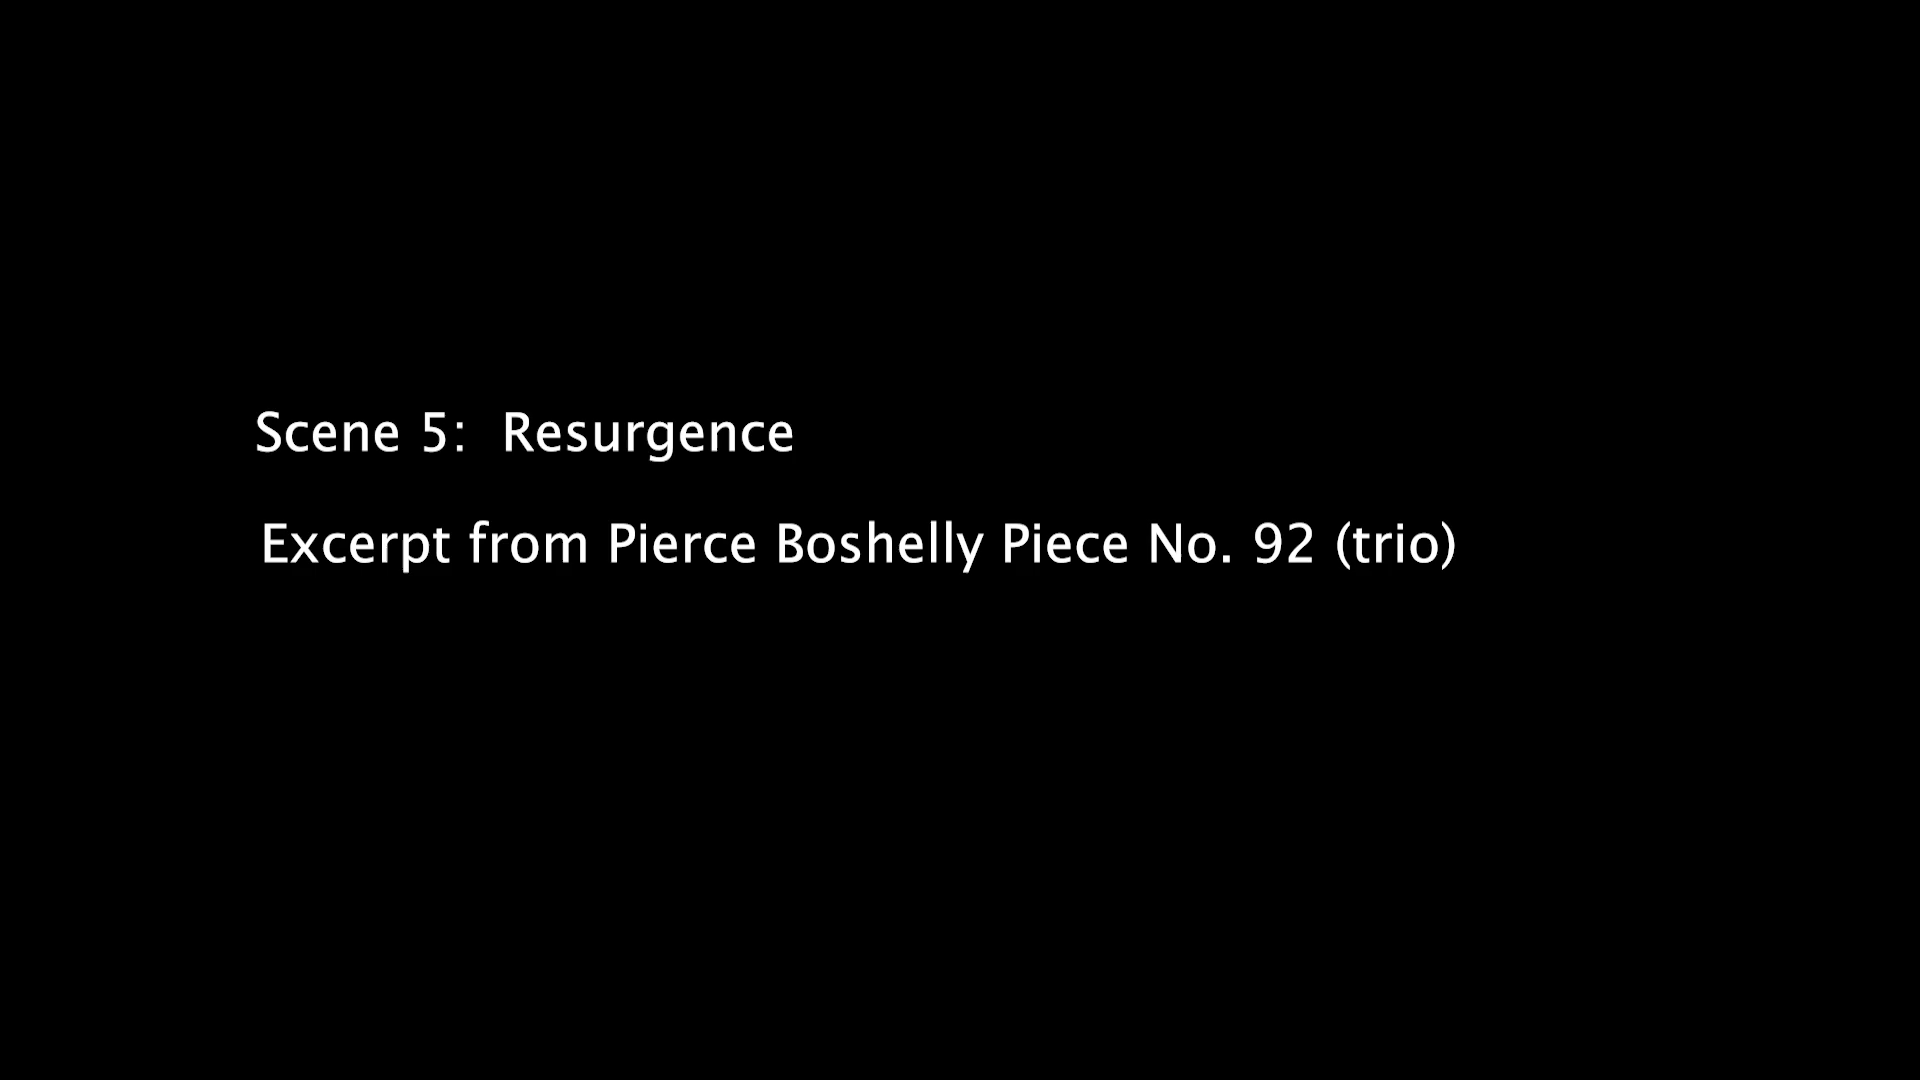 Scene 5:  Resurgence
Excerpt from Pierce Boshelly Piece No. 92 (trio)